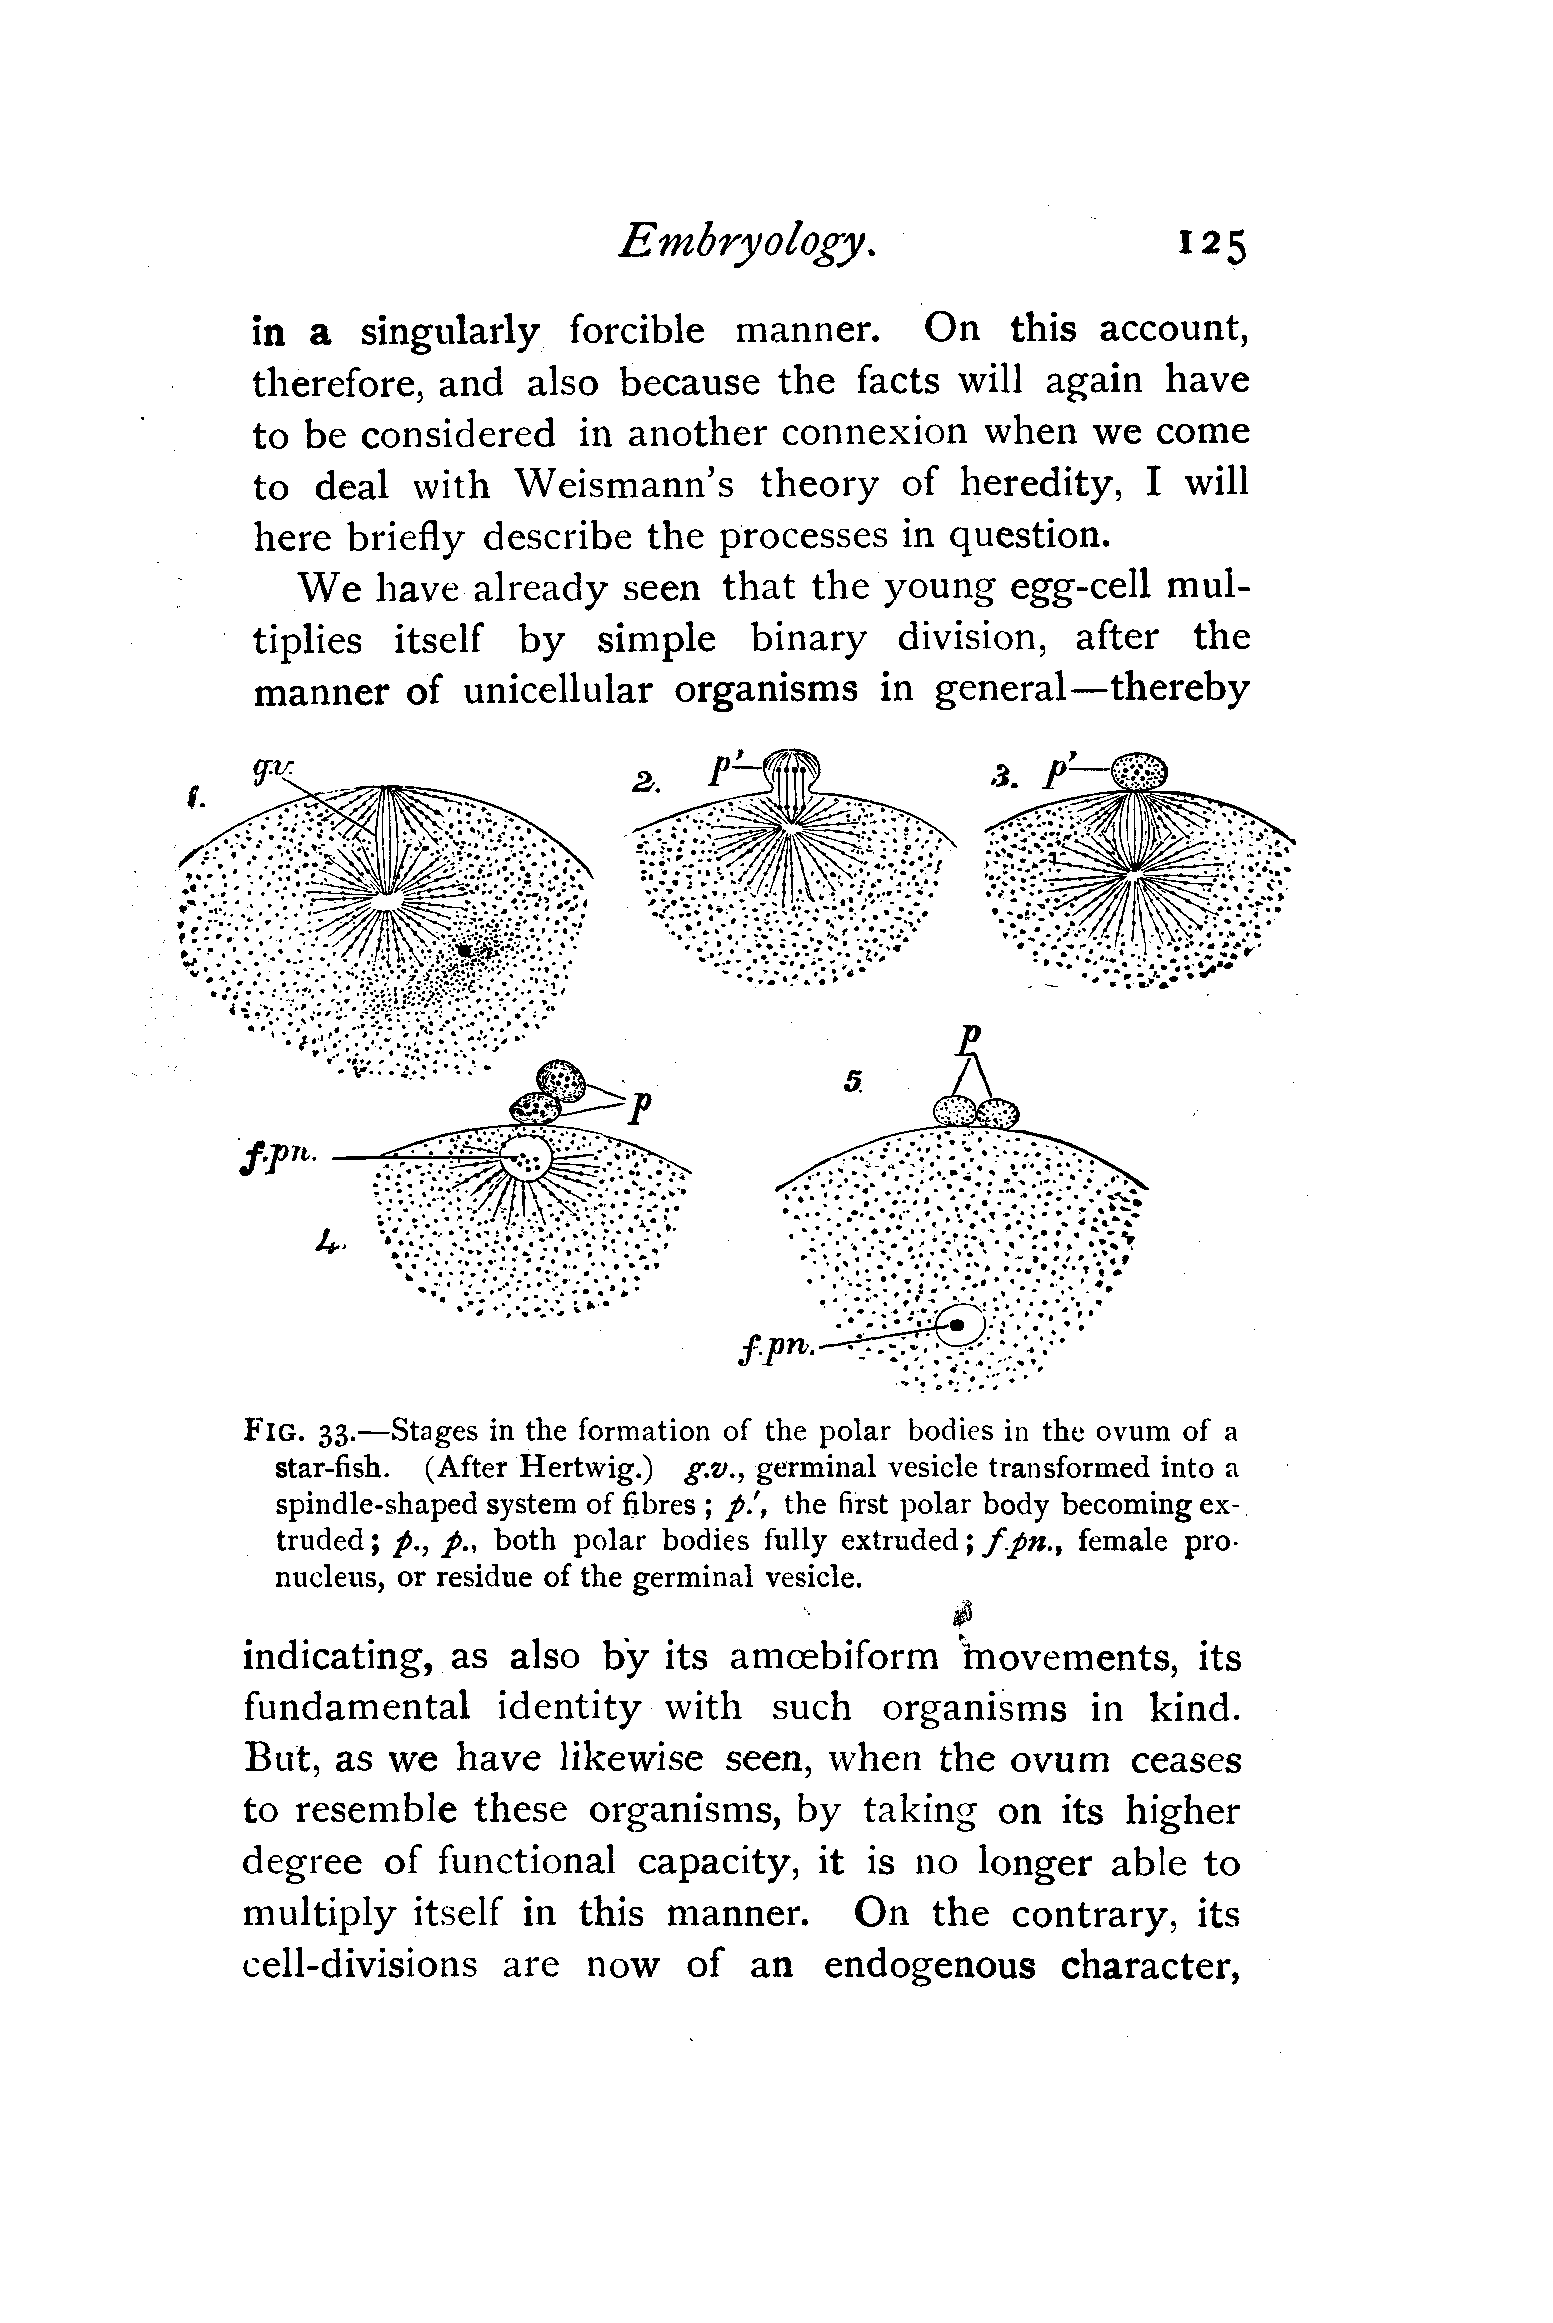 Embryology. 125
in a singularly forcible manner. On this account,
therefore, and also because the facts will again have
to be considered in another connexion when we come
to deal with Weismann's theory of heredity, I will
here briefly describe the processes in question.
We have already seen that the young egg-cell mul-
tiplies itself by simple binary division, after the
manner of unicellular organisms in general—thereby
1. g.v.
2. p'
3. p'
p
f.pn.
4.
5.
p
f.pn.
FIG. 33.—Stages in the formation of the polar bodies in the ovum of a
star-fish. (After Hertwig.) g.v., germinal vesicle transformed into a
spindle-shaped system of fibres; p.', the first polar body becoming ex-
truded; p., p., both polar bodies fully extruded; f.pn., female pro-
nucleus, or residue of the germinal vesicle.
indicating, as also by its amœbiform movements, its
fundamental identity with such organisms in kind.
But, as we have likewise seen, when the ovum ceases
to resemble these organisms, by taking on its higher
degree of functional capacity, it is no longer able to
multiply itself in this manner. On the contrary, its
cell-divisions are now of an endogenous character,